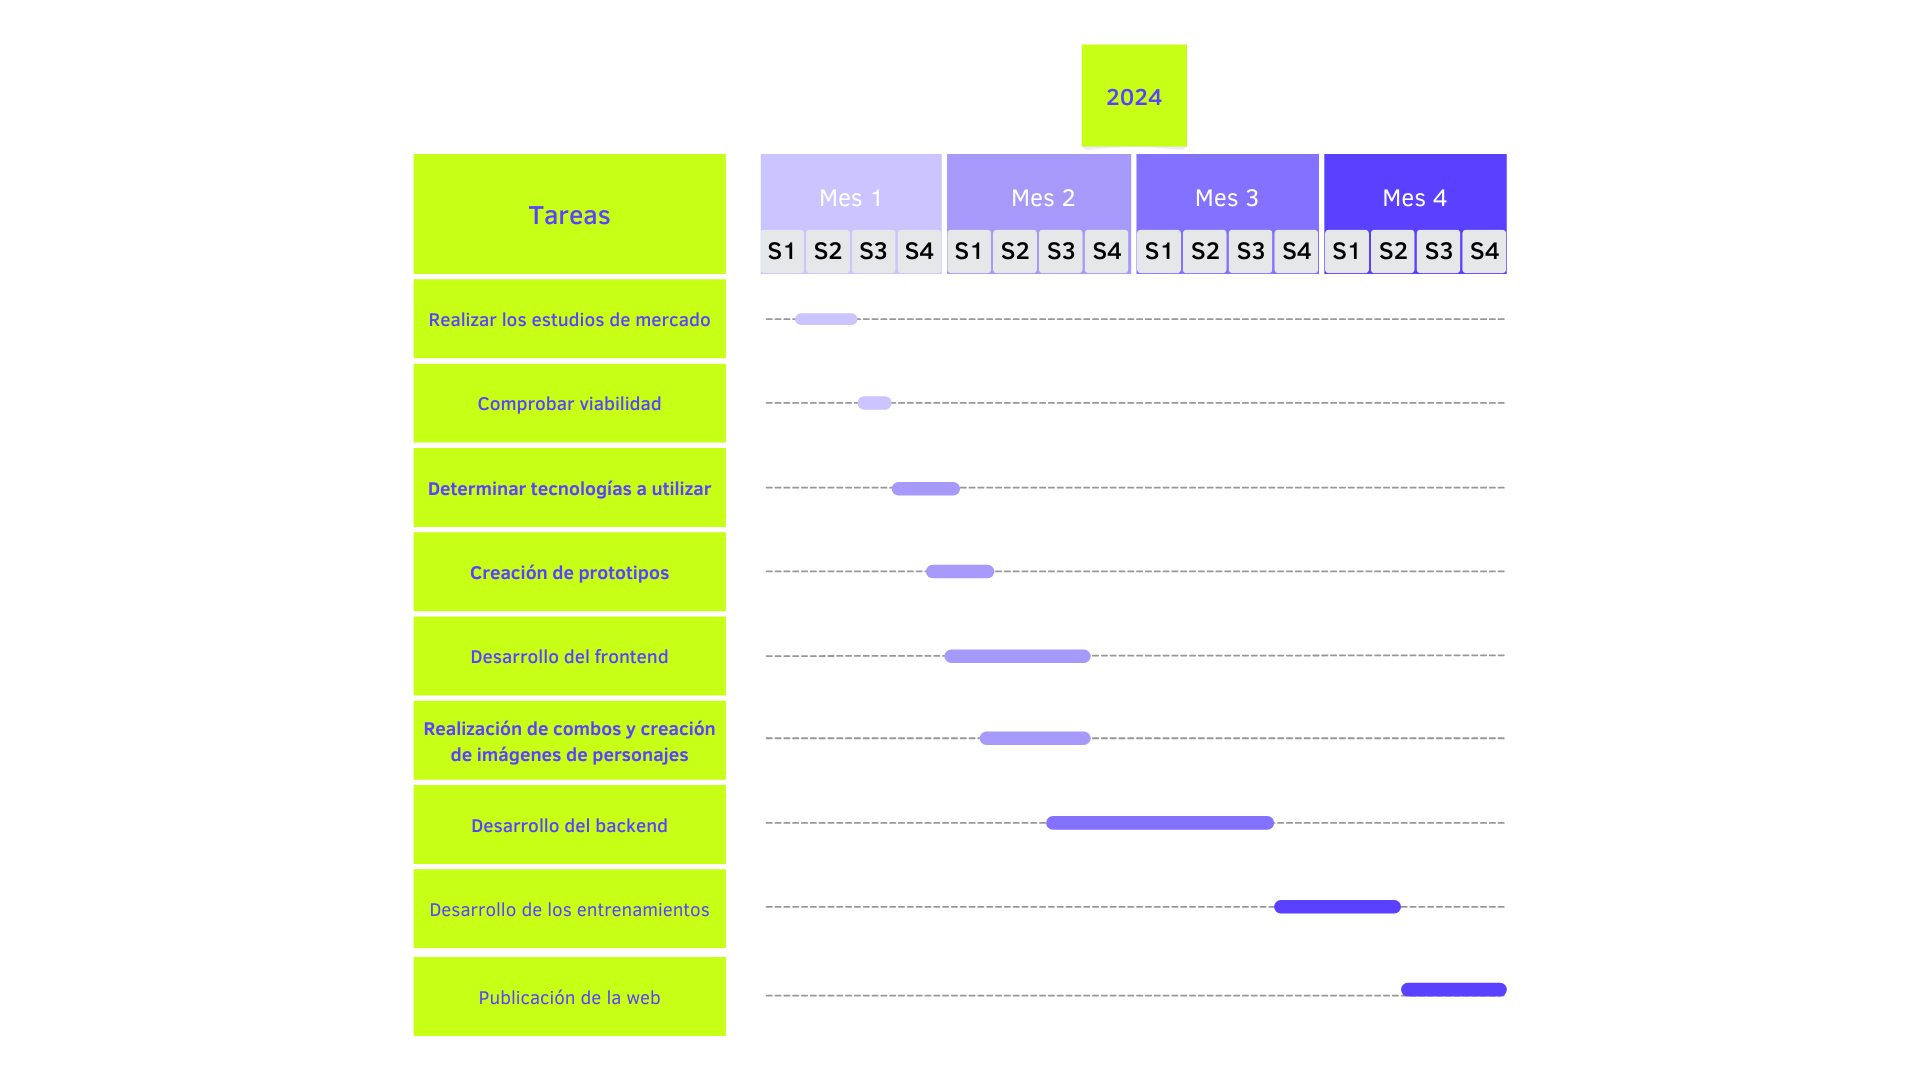 2024
Tareas
Mes 1
Mes 2
Mes 3
Mes 4
S1 S2 S3 S4 S1 S2 S3 S4 S1 S2 S3 S4 S1 S2 S3 S4
Realizar los estudios de mercado
Comprobar viabilidad
Determinar tecnologías a utilizar
Creación de prototipos
Desarrollo del frontend
Realización de combos y creación
de imágenes de personajes
Desarrollo del backend
Desarrollo de los entrenamientos
Publicación de la web